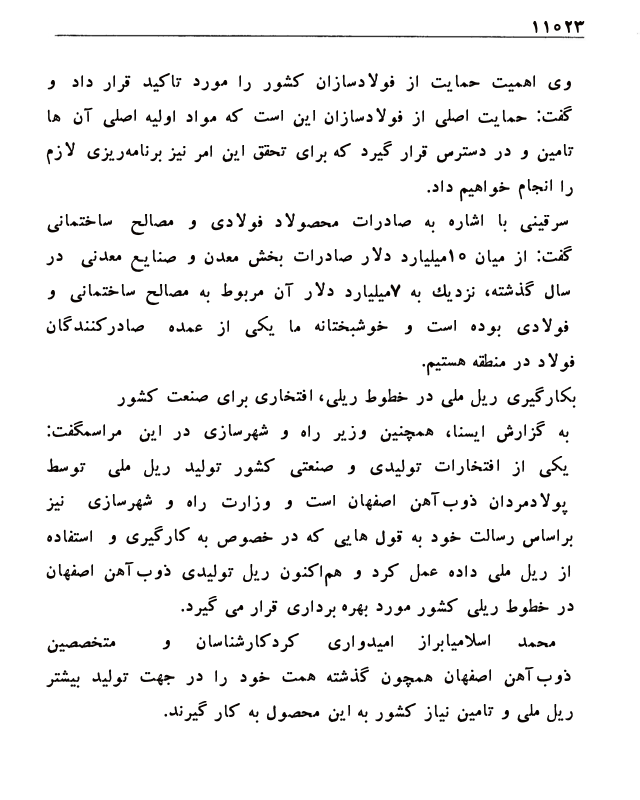 ۱۱۰۲۳
وی اهمیت حمایت از فولادسازان کشور را مورد تاکید قرار داد و
گفت: حمایت اصلی از فولادسازان این است که مواد اولیه اصلی آن ها
تامین و در دسترس قرار گیرد که برای تحقق این امر نیز برنامه‌ریزی لازم
را انجام خواهیم داد.
سرقینی با اشاره به صادرات محصولاد فولادی و مصالح ساختمانی
گفت: از میان ۱۰میلیارد دلار صادرات بخش معدن و صنایع معدنی در
سال گذشته، نزدیك به ۷میلیارد دلار آن مربوط به مصالح ساختمانی و
فولادی بوده است و خوشبختانه ما یکی از عمده صادرکنندگان
فولاد در منطقه هستیم.
بکارگیری ریل ملی در خطوط ریلی، افتخاری برای صنعت کشور
به گزارش ایسنا، همچنین وزیر راه و شهرسازی در این مراسمگفت:
یکی از افتخارات تولیدی و صنعتی کشور تولید ریل ملی توسط
پولادمردان ذوب‌آهن اصفهان است و وزارت راه و شهرسازی نیز
براساس رسالت خود به قول هایی که در خصوص به کارگیری و استفاده
از ریل ملی داده عمل کرد و هم‌اکنون ریل تولیدی ذوب‌آهن اصفهان
در خطوط ریلی کشور مورد بهره برداری قرار می گیرد.
محمد اسلامیابراز امیدواری کردکارشناسان و متخصصین
ذوب‌آهن اصفهان همچون گذشته همت خود را در جهت تولید بیشتر
ریل ملی و تامین نیاز کشور به این محصول به کار گیرند.